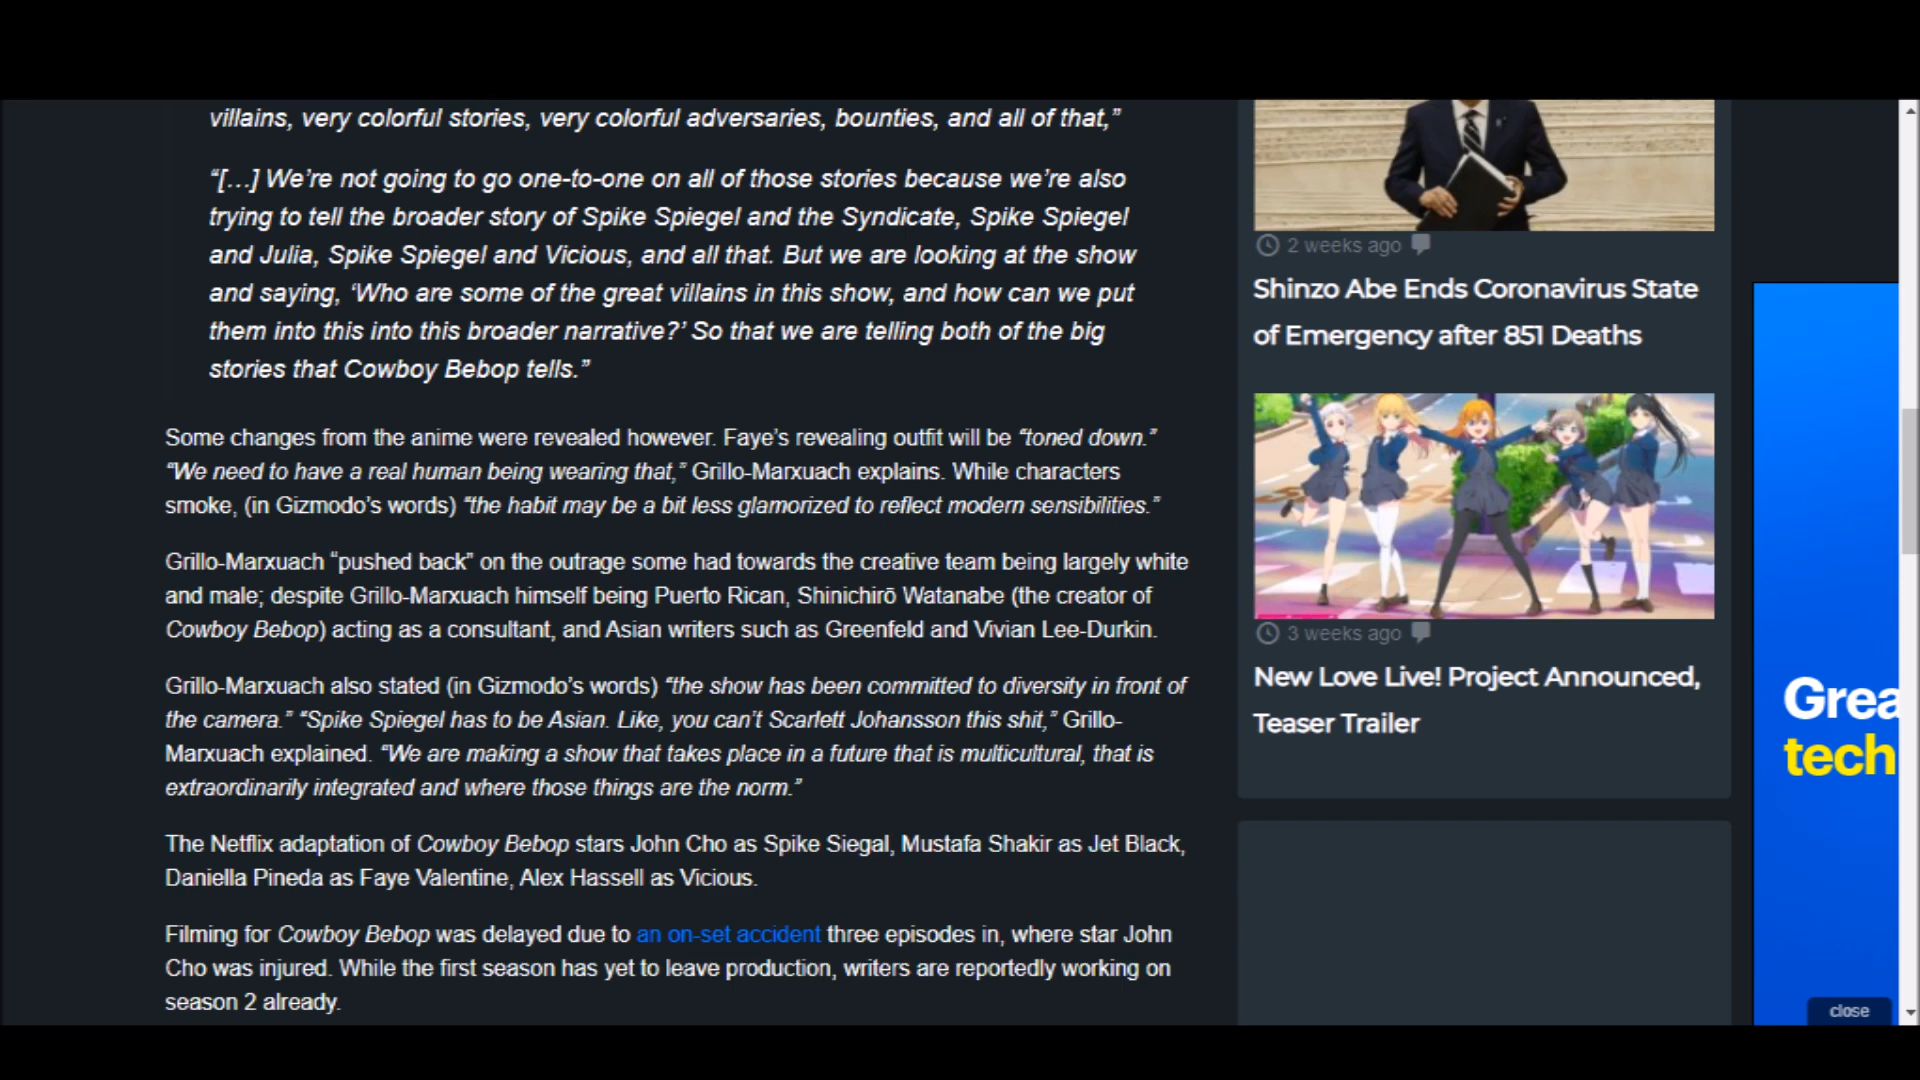 villains, very colorful stories, very colorful adversaries, bounties, and all of that,”
“[…] We’re not going to go one-to-one on all of those stories because we’re also
trying to tell the broader story of Spike Spiegel and the Syndicate, Spike Spiegel
and Julia, Spike Spiegel and Vicious, and all that. But we are looking at the show
and saying, ‘Who are some of the great villains in this show, and how can we put
them into this into this broader narrative?’ So that we are telling both of the big
stories that Cowboy Bebop tells.”
Some changes from the anime were revealed however. Faye’s revealing outfit will be “toned down.”
“We need to have a real human being wearing that,” Grillo-Marxuach explains. While characters
smoke, (in Gizmodo’s words) “the habit may be a bit less glamorized to reflect modern sensibilities.”
Grillo-Marxuach “pushed back” on the outrage some had towards the creative team being largely white
and male; despite Grillo-Marxuach himself being Puerto Rican, Shinichirō Watanabe (the creator of
Cowboy Bebop) acting as a consultant, and Asian writers such as Greenfeld and Vivian Lee-Durkin.
Grillo-Marxuach also stated (in Gizmodo’s words) “the show has been committed to diversity in front of
the camera.” “Spike Spiegel has to be Asian. Like, you can’t Scarlett Johansson this shit,” Grillo-
Marxuach explained. “We are making a show that takes place in a future that is multicultural, that is
extraordinarily integrated and where those things are the norm.”
The Netflix adaptation of Cowboy Bebop stars John Cho as Spike Siegal, Mustafa Shakir as Jet Black,
Daniella Pineda as Faye Valentine, Alex Hassell as Vicious.
Filming for Cowboy Bebop was delayed due to an on-set accident three episodes in, where star John
Cho was injured. While the first season has yet to leave production, writers are reportedly working on
season 2 already.
2 weeks ago
Shinzo Abe Ends Coronavirus State
of Emergency after 851 Deaths
3 weeks ago
New Love Live! Project Announced,
Teaser Trailer
Grea
tech
close